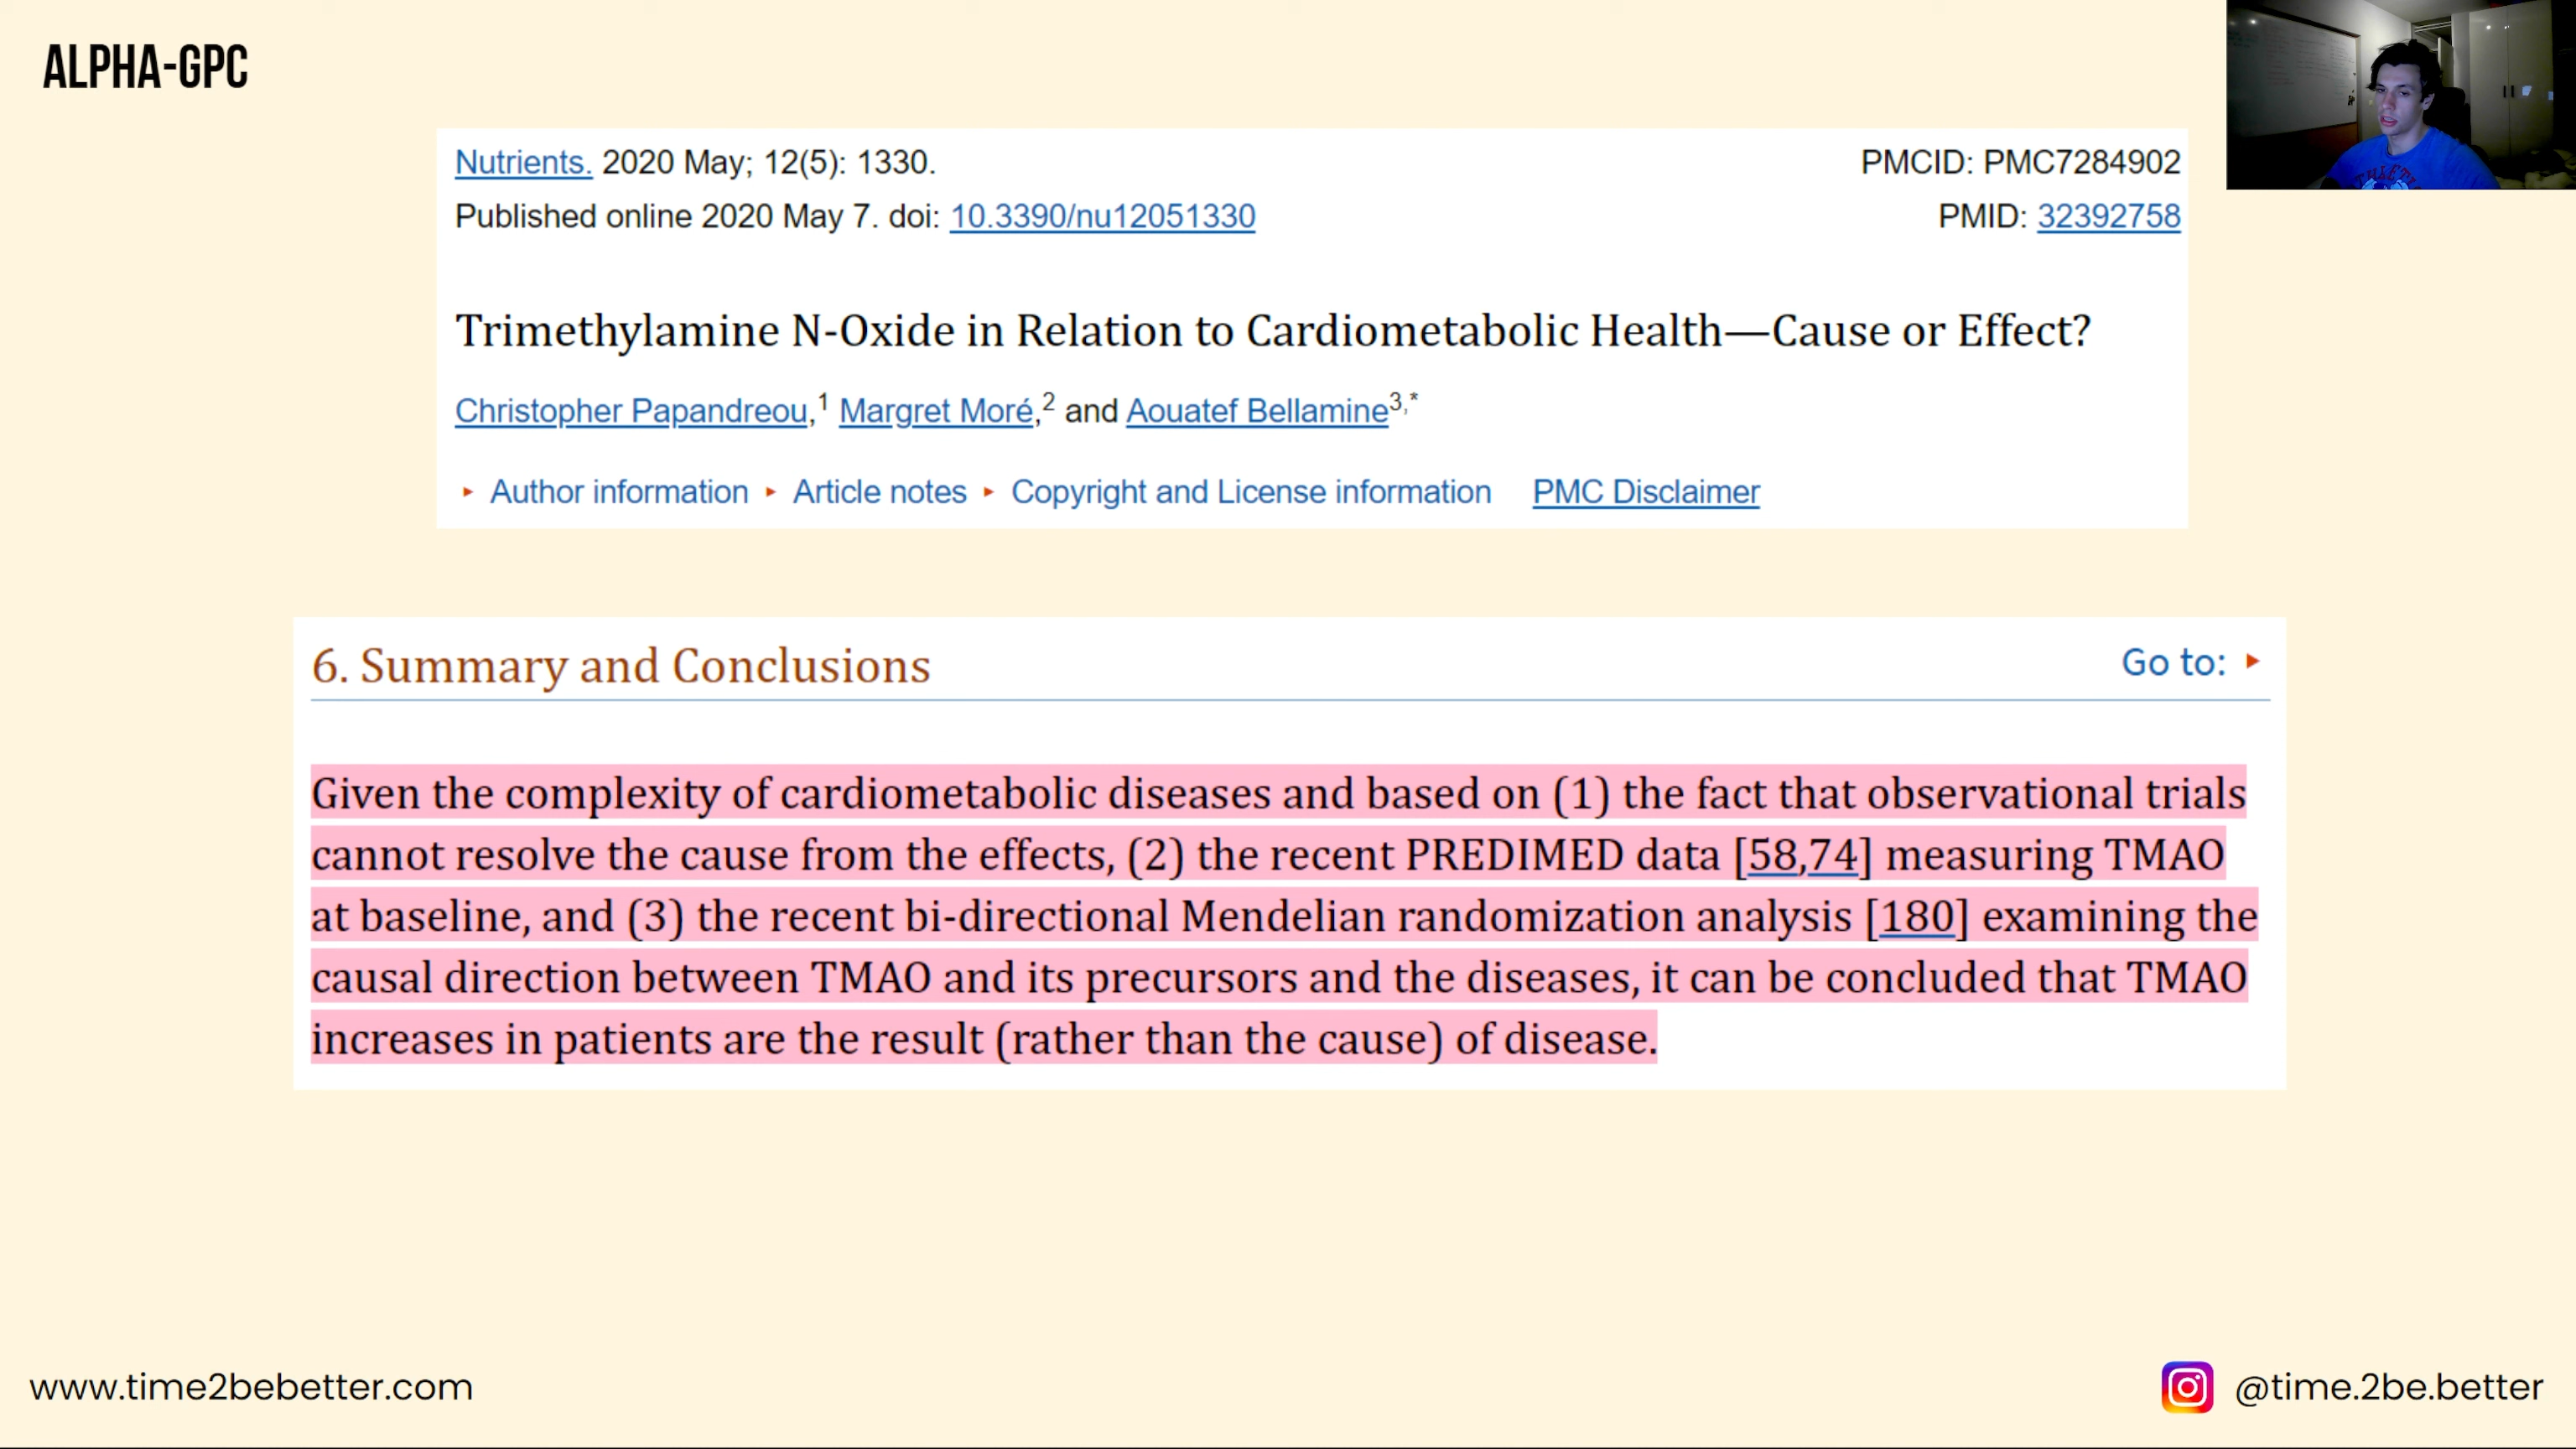 ALPHA-GPC
Nutrients. 2020 May; 12(5): 1330.
PMCID: PMC7284902
Published online 2020 May 7. doi: 10.3390/nu12051330
PMID: 32392758
Trimethylamine N-Oxide in Relation to Cardiometabolic Health—Cause or Effect?
Christopher Papandreou,1 Margret Moré,2 and Aouatef Bellamine3,*
▸ Author information ▸ Article notes ▸ Copyright and License information PMC Disclaimer
6. Summary and Conclusions
Go to: ▸
Given the complexity of cardiometabolic diseases and based on (1) the fact that observational trials
cannot resolve the cause from the effects, (2) the recent PREDIMED data [58,74] measuring TMAO
at baseline, and (3) the recent bi-directional Mendelian randomization analysis [180] examining the
causal direction between TMAO and its precursors and the diseases, it can be concluded that TMAO
increases in patients are the result (rather than the cause) of disease.
www.time2bebetter.com
@time.2be.better